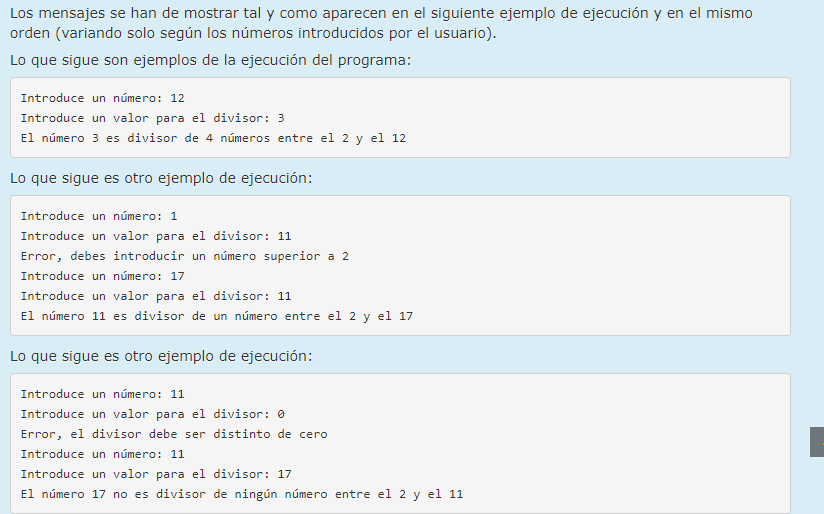 Los mensajes se han de mostrar tal y como aparecen en el siguiente ejemplo de ejecución y en el mismo
orden (variando solo según los números introducidos por el usuario).
Lo que sigue son ejemplos de la ejecución del programa:
Introduce un número: 12
Introduce un valor para el divisor: 3
El número 3 es divisor de 4 números entre el 2 y el 12
Lo que sigue es otro ejemplo de ejecución:
Introduce un número: 1
Introduce un valor para el divisor: 11
Error, debes introducir un número superior a 2
Introduce un número: 17
Introduce un valor para el divisor: 11
El número 11 es divisor de un número entre el 2 y el 17
Lo que sigue es otro ejemplo de ejecución:
Introduce un número: 11
Introduce un valor para el divisor: 0
Error, el divisor debe ser distinto de cero
Introduce un número: 11
Introduce un valor para el divisor: 17
El número 17 no es divisor de ningún número entre el 2 y el 11